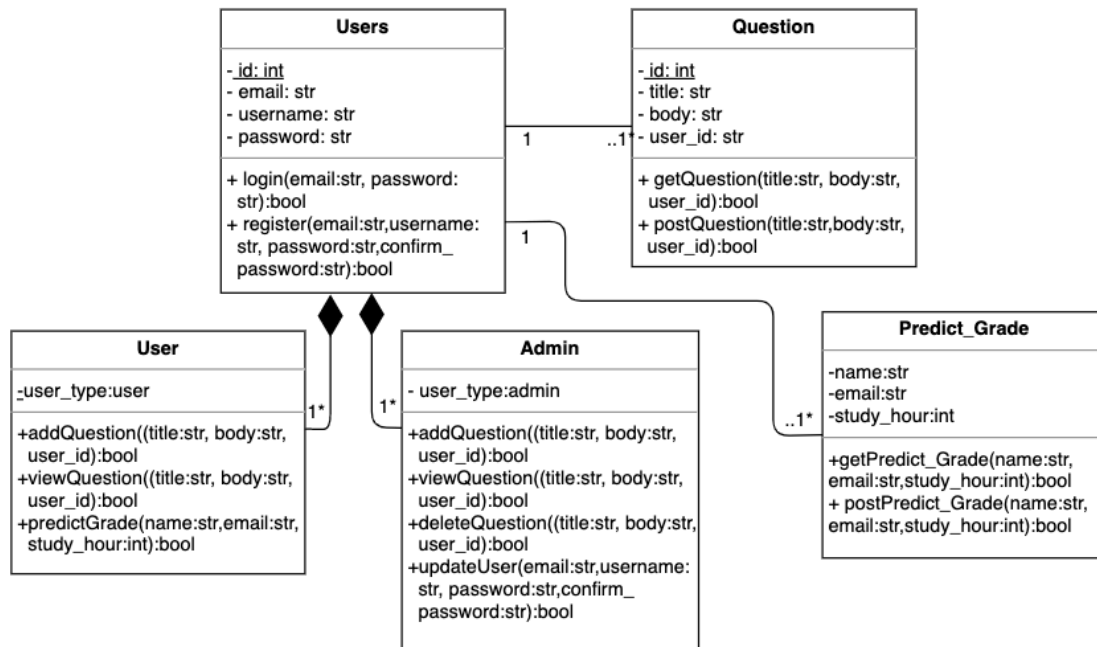 Users
- id: int
- email: str
- username: str
- password: str
+ login(email:str, password:
str):bool
+ register(email:str,username:
str, password:str,confirm_
password:str):bool
Question
- id: int
- title: str
- body: str
- user_id: str
+ getQuestion(title:str, body:str,
user_id):bool
+ postQuestion(title:str,body:str,
user_id):bool
1
..1*
1
..1*
1*
1*
User
-user_type:user
+addQuestion((title:str, body:str,
user_id):bool
+viewQuestion((title:str, body:str,
user_id):bool
+predictGrade(name:str,email:str,
study_hour:int):bool
Admin
- user_type:admin
+addQuestion((title:str, body:str,
user_id):bool
+viewQuestion((title:str, body:str,
user_id):bool
+deleteQuestion((title:str, body:str,
user_id):bool
+updateUser(email:str,username:
str, password:str,confirm_
password:str):bool
Predict_Grade
-name:str
-email:str
-study_hour:int
+getPredict_Grade(name:str,
email:str,study_hour:int):bool
+ postPredict_Grade(name:str,
email:str,study_hour:int):bool